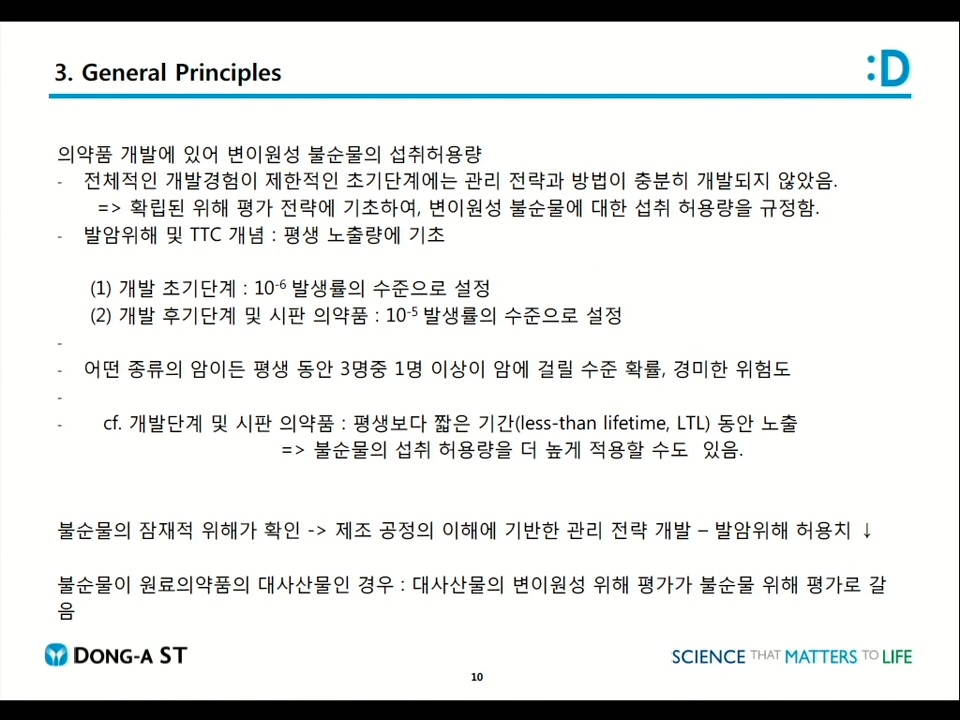 3. General Principles
:D
의약품 개발에 있어 변이원성 불순물의 섭취허용량
- 전체적인 개발경험이 제한적인 초기단계에는 관리 전략과 방법이 충분히 개발되지 않았음.
=> 확립된 위해 평가 전략에 기초하여, 변이원성 불순물에 대한 섭취 허용량을 규정함.
- 발암위해 및 TTC 개념 : 평생 노출량에 기초
(1) 개발 초기단계 : 10⁻⁶ 발생률의 수준으로 설정
(2) 개발 후기단계 및 시판 의약품 : 10⁻⁵ 발생률의 수준으로 설정
-
- 어떤 종류의 암이든 평생 동안 3명중 1명 이상이 암에 걸릴 수준 확률, 경미한 위험도
-
- cf. 개발단계 및 시판 의약품 : 평생보다 짧은 기간(less-than lifetime, LTL) 동안 노출
=> 불순물의 섭취 허용량을 더 높게 적용할 수도 있음.
불순물의 잠재적 위해가 확인 -> 제조 공정의 이해에 기반한 관리 전략 개발 – 발암위해 허용치 ↓
불순물이 원료의약품의 대사산물인 경우 : 대사산물의 변이원성 위해 평가가 불순물 위해 평가로 갈
음
DONG-A ST
SCIENCE THAT MATTERS TO LIFE
10